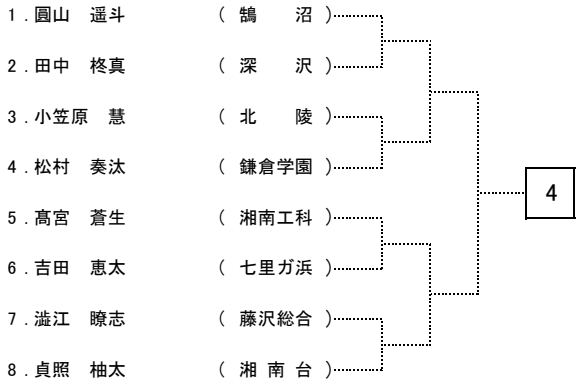 1．圓山　遥斗　（ 鵠　沼 ）
2．田中　柊真　（ 深　沢 ）
3．小笠原　慧　（ 北　陵 ）
4．松村　奏汰　（ 鎌倉学園 ）
4
5．髙宮　蒼生　（ 湘南工科 ）
6．吉田　恵太　（ 七里ガ浜 ）
7．澁江　瞭志　（ 藤沢総合 ）
8．貞照　柚太　（ 湘 南 台 ）